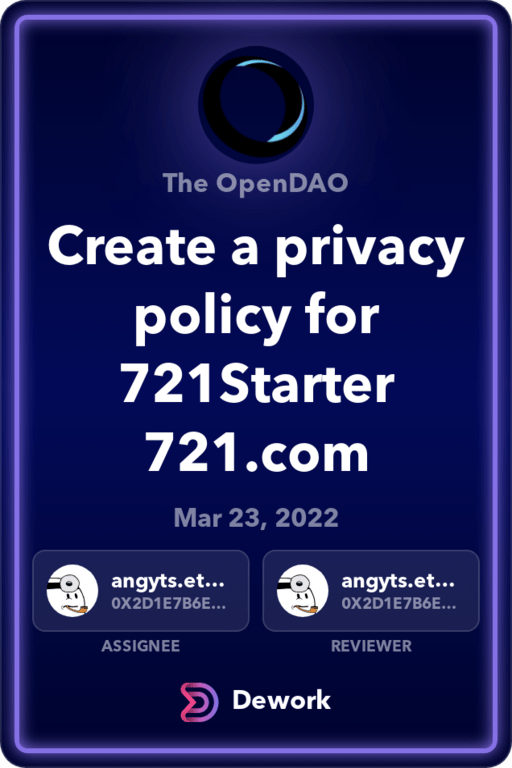 The OpenDAO
Create a privacy
policy for
721Starter
721.com
Mar 23, 2022
angyts.et... angyts.et...
0X2D1E7B6E... 0X2D1E7B6E...
ASSIGNEE REVIEWER
Dework